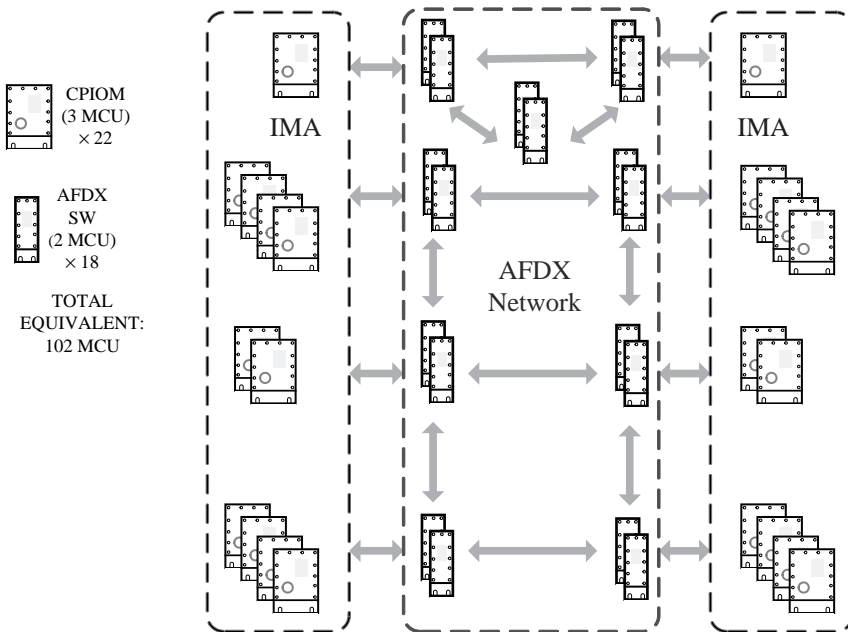 CPIOM
(3 MCU)
× 22
AFDX
SW
(2 MCU)
× 18
TOTAL
EQUIVALENT:
102 MCU
IMA
AFDX
Network
IMA